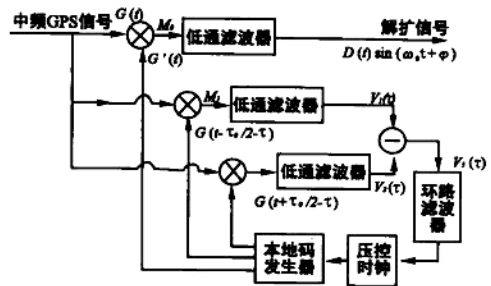 中频GPS信号
G(t)
M₀
低通滤波器
解扩信号
D(t)sin(ω₀t+φ)
G'(t)
M₁
低通滤波器
V₁(τ)
G(t-τ₀/2-τ)
低通滤波器
V₂(τ)
V₃(τ)
G(t+τ₀/2-τ)
环路滤波器
本地码
发生器
压控
时钟